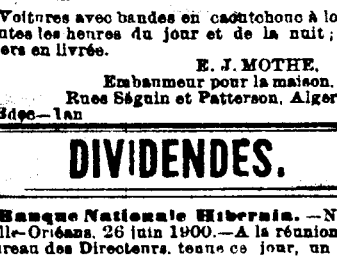 Voitures avec bandes en caoutchouc à lo
utes les heures du jour et de la nuit;
ers en livrée.
E. J. MOTHE,
Embaumeur pour la maison,
Rues Séguin et Patterson, Alger
3dec—1an
DIVIDENDES.
Banque Nationale Hibernia. —N
lle-Orléans, 26 juin 1900.—A la réunion
reau des Directeurs, tenue ce jour, un